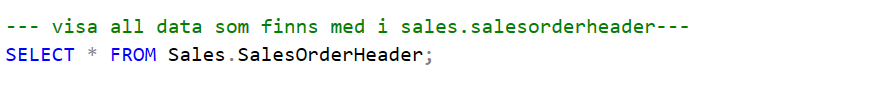 --- visa all data som finns med i sales.salesorderheader---
SELECT * FROM Sales.SalesOrderHeader;